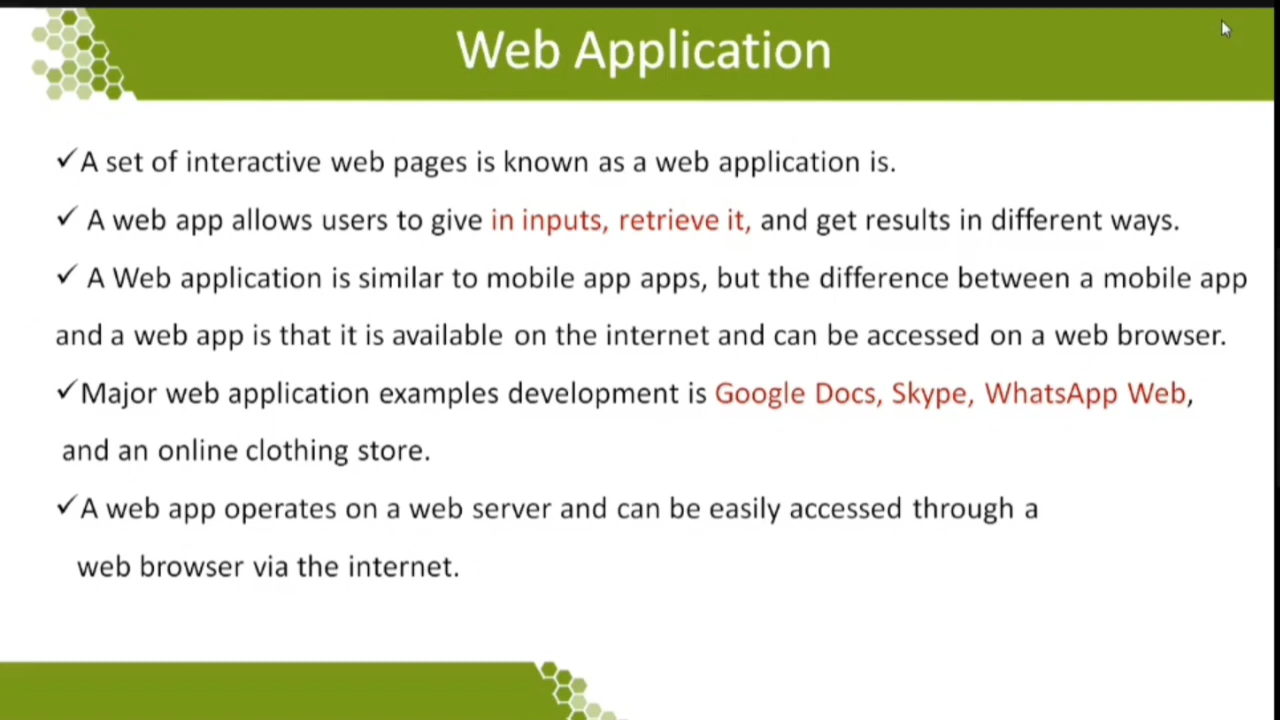 Web Application
✓A set of interactive web pages is known as a web application is.
✓ A web app allows users to give in inputs, retrieve it, and get results in different ways.
✓ A Web application is similar to mobile app apps, but the difference between a mobile app
and a web app is that it is available on the internet and can be accessed on a web browser.
✓Major web application examples development is Google Docs, Skype, WhatsApp Web,
and an online clothing store.
✓A web app operates on a web server and can be easily accessed through a
web browser via the internet.